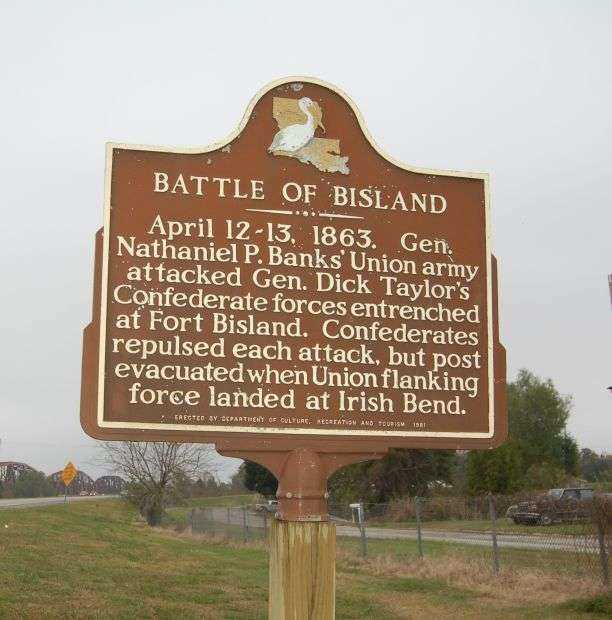 BATTLE OF BISLAND
April 12-13, 1863. Gen.
Nathaniel P. Banks' Union army
attacked Gen. Dick Taylor's
Confederate forces entrenched
at Fort Bisland. Confederates
repulsed each attack, but post
evacuated when Union flanking
force landed at Irish Bend.
ERECTED BY DEPARTMENT OF CULTURE, RECREATION AND TOURISM 1981